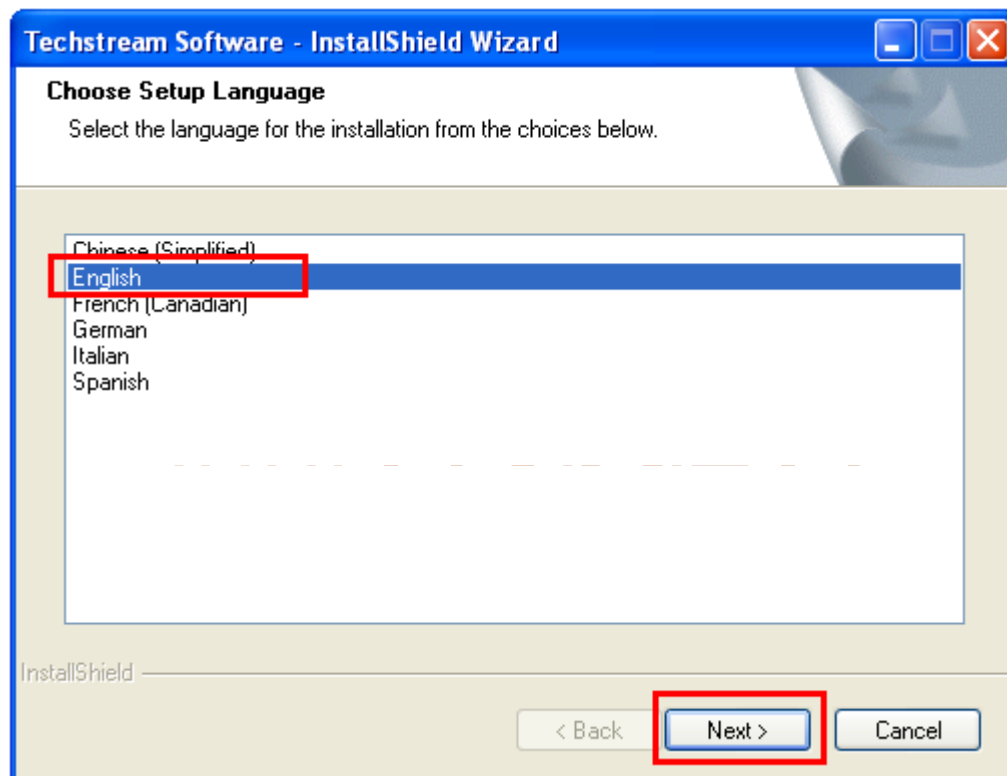 Techstream Software - InstallShield Wizard
Choose Setup Language
Select the language for the installation from the choices below.
Chinese (Simplified)
English
French (Canadian)
German
Italian
Spanish
InstallShield
< Back Next > Cancel